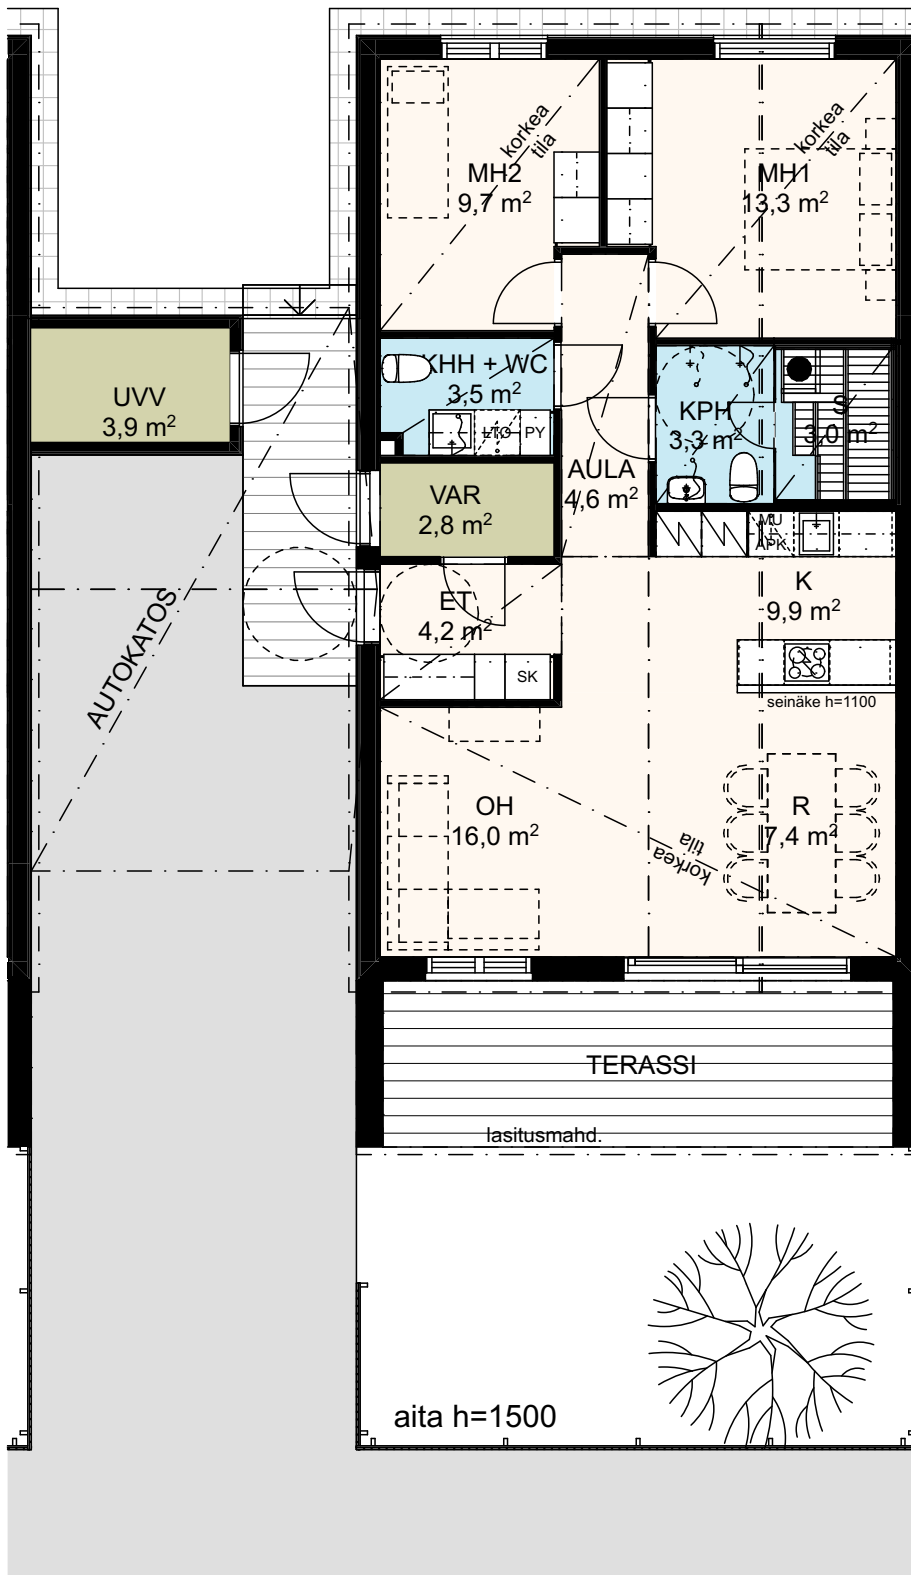 korkea
tila
MH2
9,7 m²
korkea
tila
MH1
13,3 m²
UVV
3,9 m²
KHH + WC
3,5 m²
LTO
PY
KPH
3,3 m²
S
3,0 m²
AULA
4,6 m²
VAR
2,8 m²
MU
APK
K
9,9 m²
ET
4,2 m²
SK
AUTOKATOS
seinäke h=1100
OH
16,0 m²
R
7,4 m²
korkea
tila
TERASSI
lasitusmahd.
aita h=1500